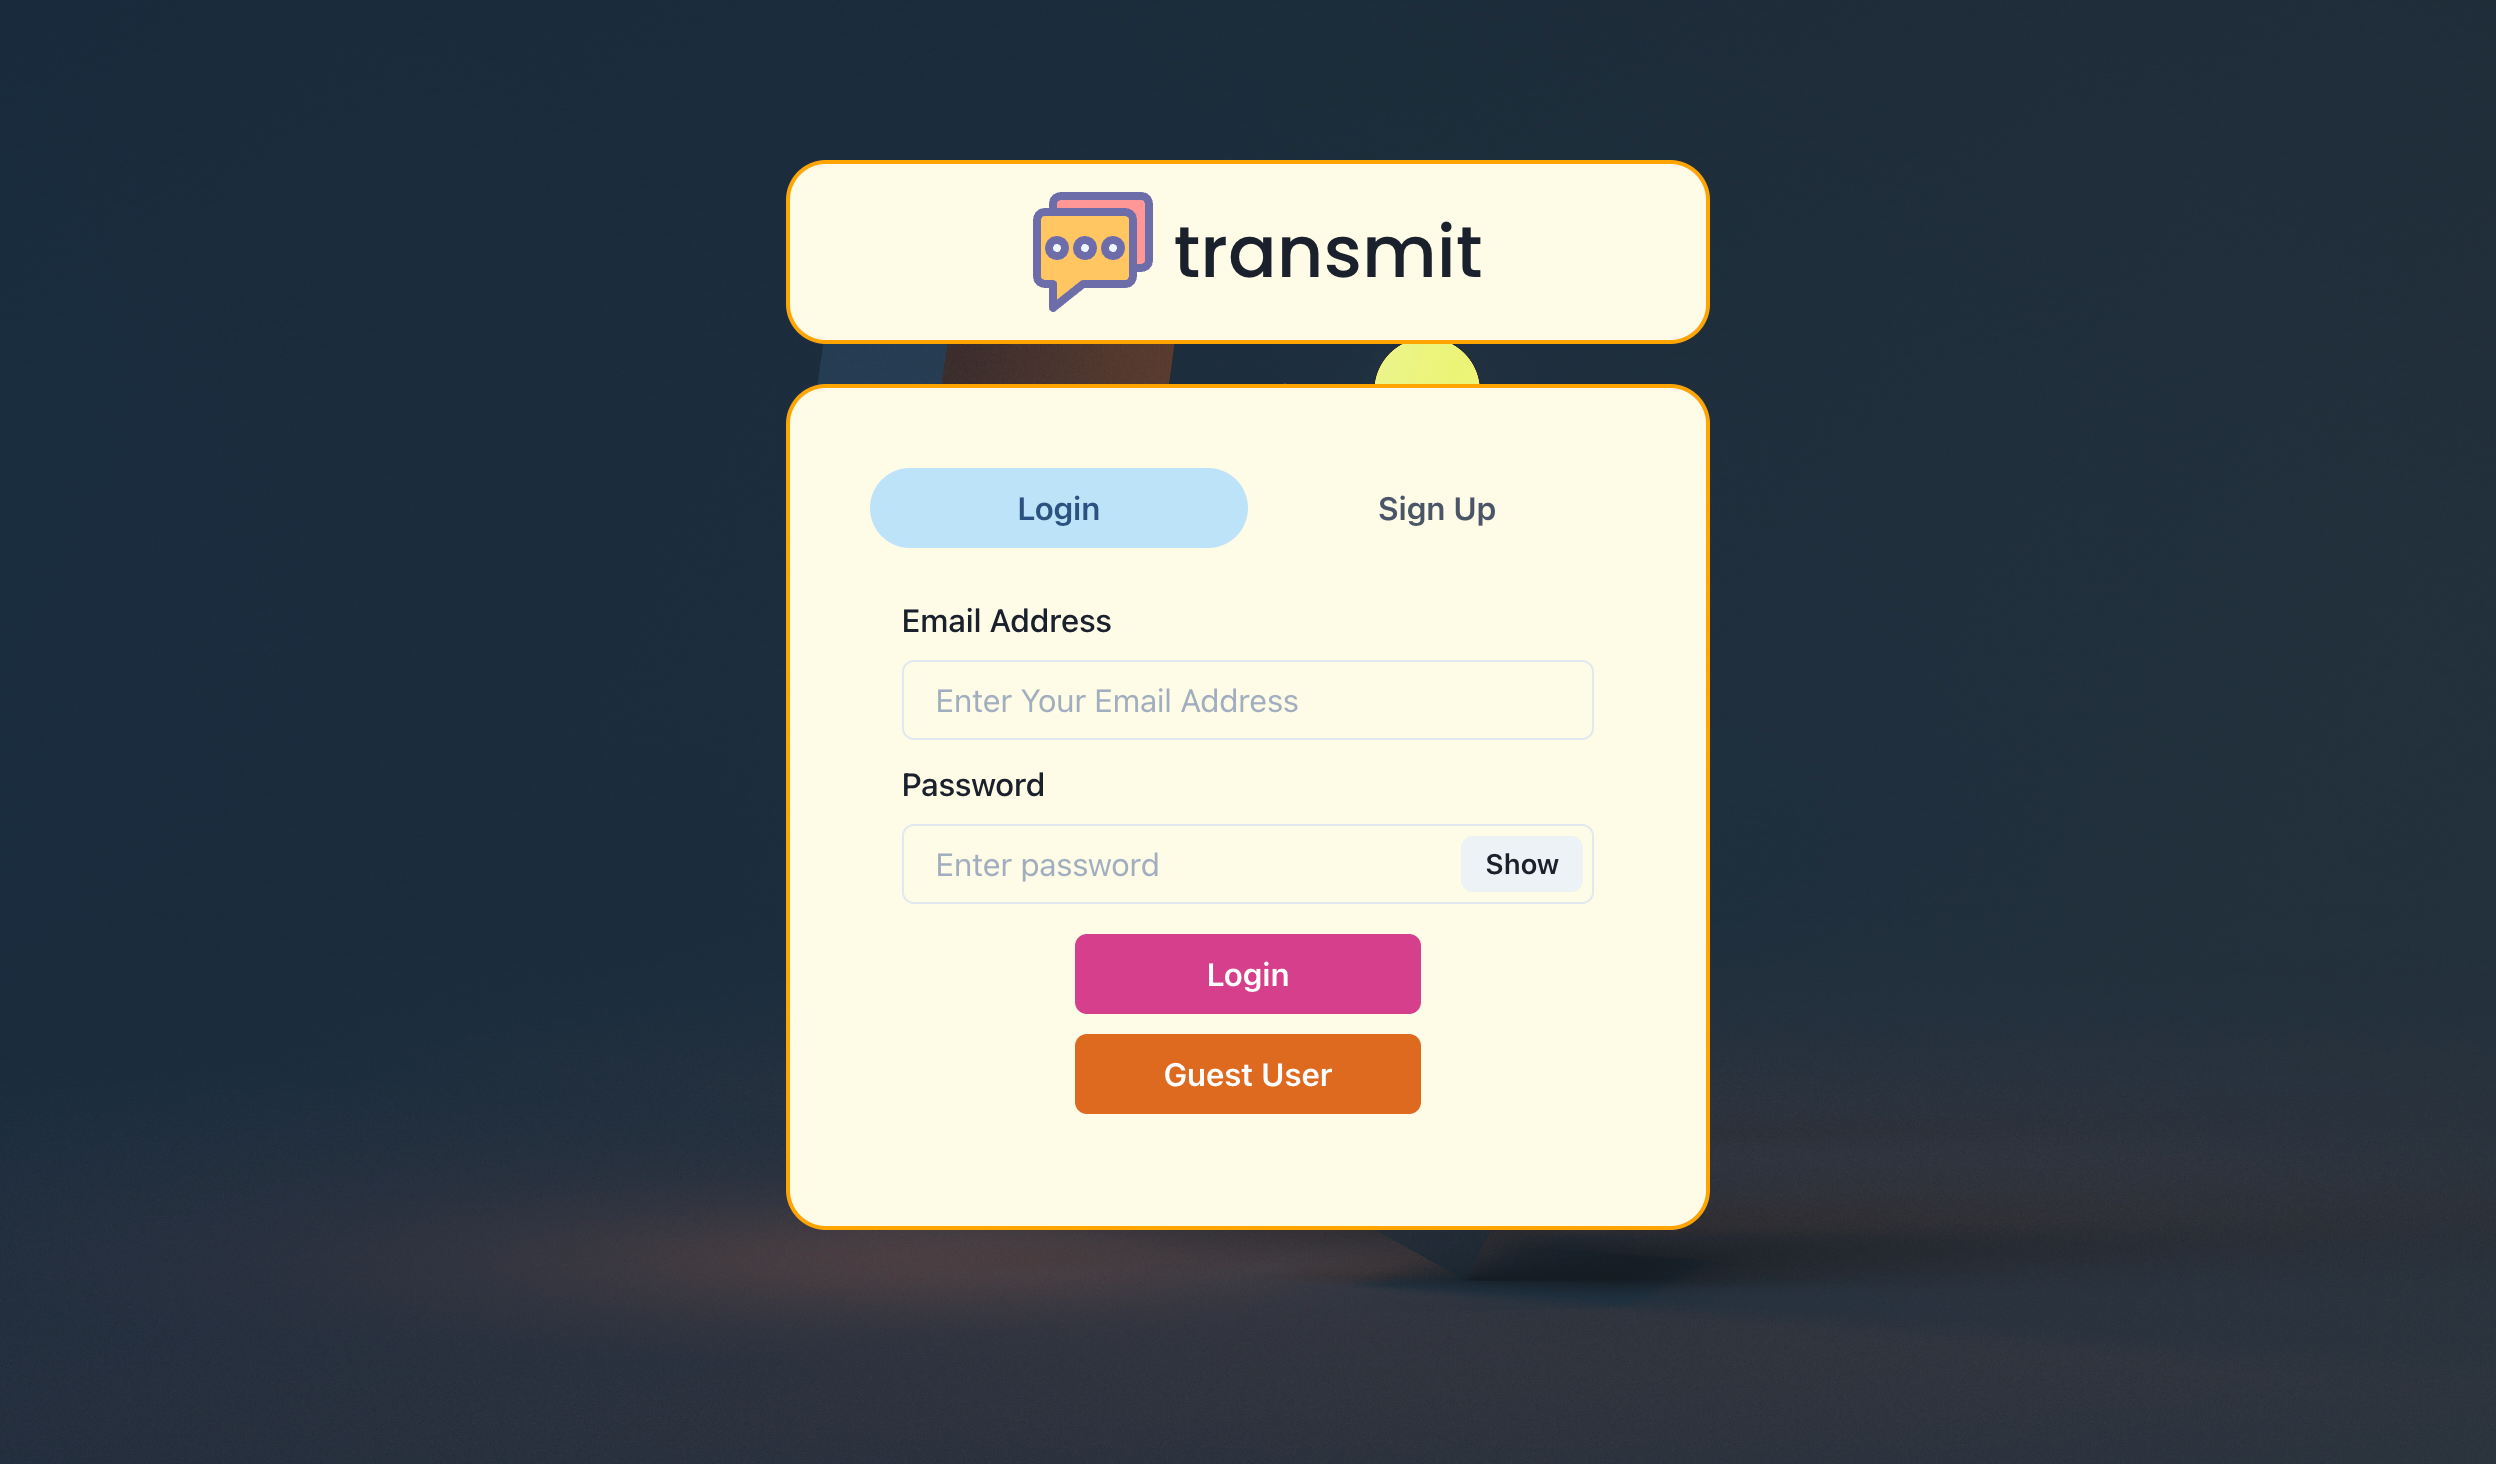 transmit
Login
Sign Up
Email Address
Enter Your Email Address
Password
Enter password
Show
Login
Guest User